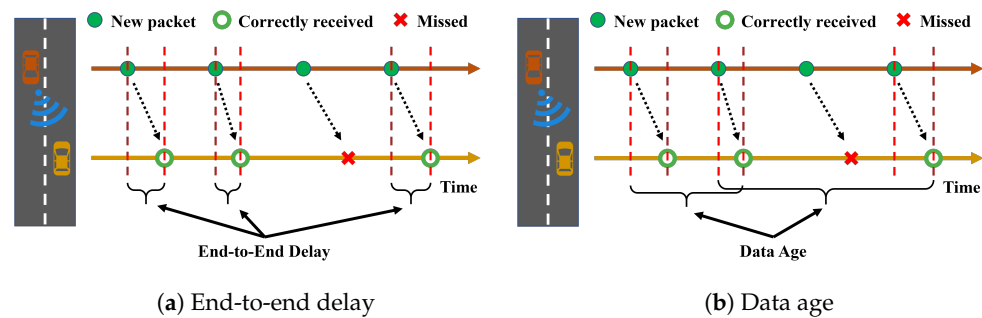 New packet Correctly received Missed
Time
End-to-End Delay
(a) End-to-end delay
New packet Correctly received Missed
Time
Data Age
(b) Data age